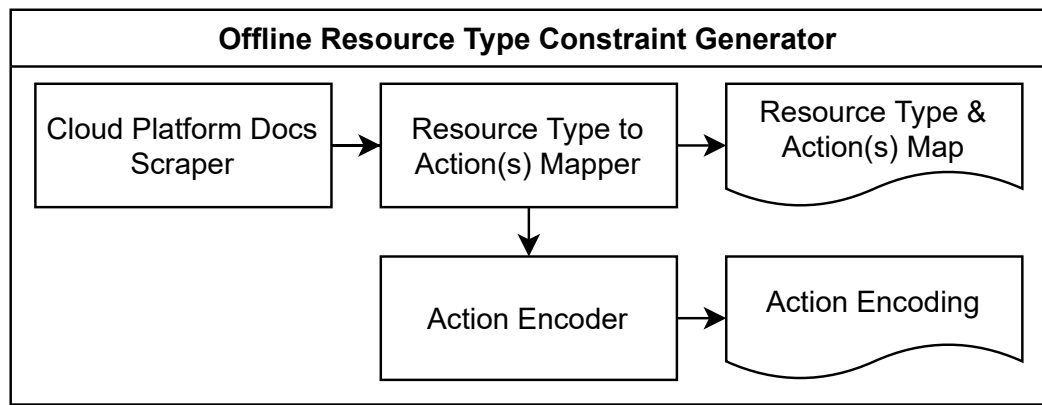 Offline Resource Type Constraint Generator
Cloud Platform Docs
Scraper
Resource Type to
Action(s) Mapper
Resource Type &
Action(s) Map
Action Encoder
Action Encoding